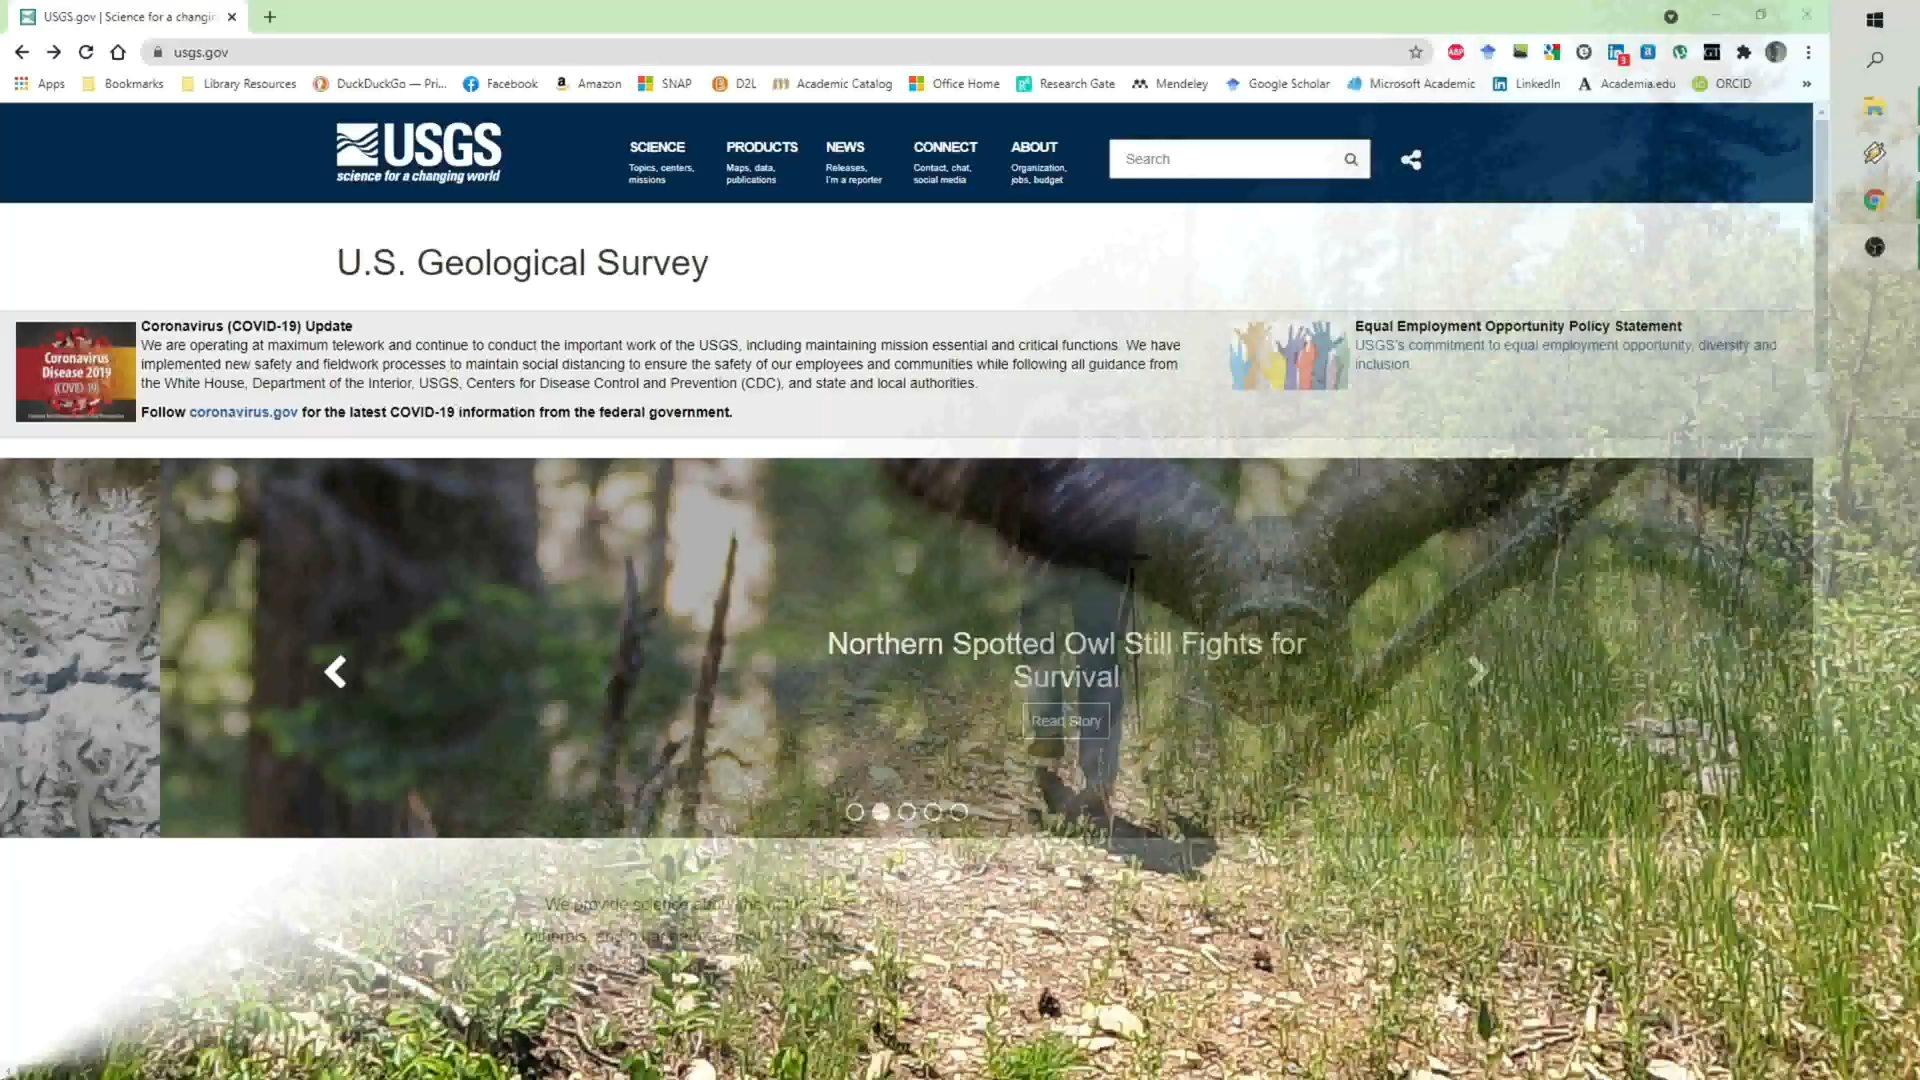 USGS.gov | Science for a changin
usgs.gov
Apps
Bookmarks
Library Resources
DuckDuckGo — Pri...
Facebook
Amazon
SNAP
D2L
Academic Catalog
Office Home
Research Gate
Mendeley
Google Scholar
Microsoft Academic
LinkedIn
Academia.edu
ORCID
USGS
science for a changing world
SCIENCE
Topics, centers,
missions
PRODUCTS
Maps, data,
publications
NEWS
Releases,
I'm a reporter
CONNECT
Contact, chat,
social media
ABOUT
Organization,
jobs, budget
Search
U.S. Geological Survey
Coronavirus
Disease 2019
(COVID-19)
Coronavirus (COVID-19) Update
We are operating at maximum telework and continue to conduct the important work of the USGS, including maintaining mission essential and critical functions. We have
implemented new safety and fieldwork processes to maintain social distancing to ensure the safety of our employees and communities while following all guidance from
the White House, Department of the Interior, USGS, Centers for Disease Control and Prevention (CDC), and state and local authorities.
Follow coronavirus.gov for the latest COVID-19 information from the federal government.
Equal Employment Opportunity Policy Statement
USGS's commitment to equal employment opportunity, diversity and
inclusion
Northern Spotted Owl Still Fights for
Survival
Read Story
We provide science about the
minerals,